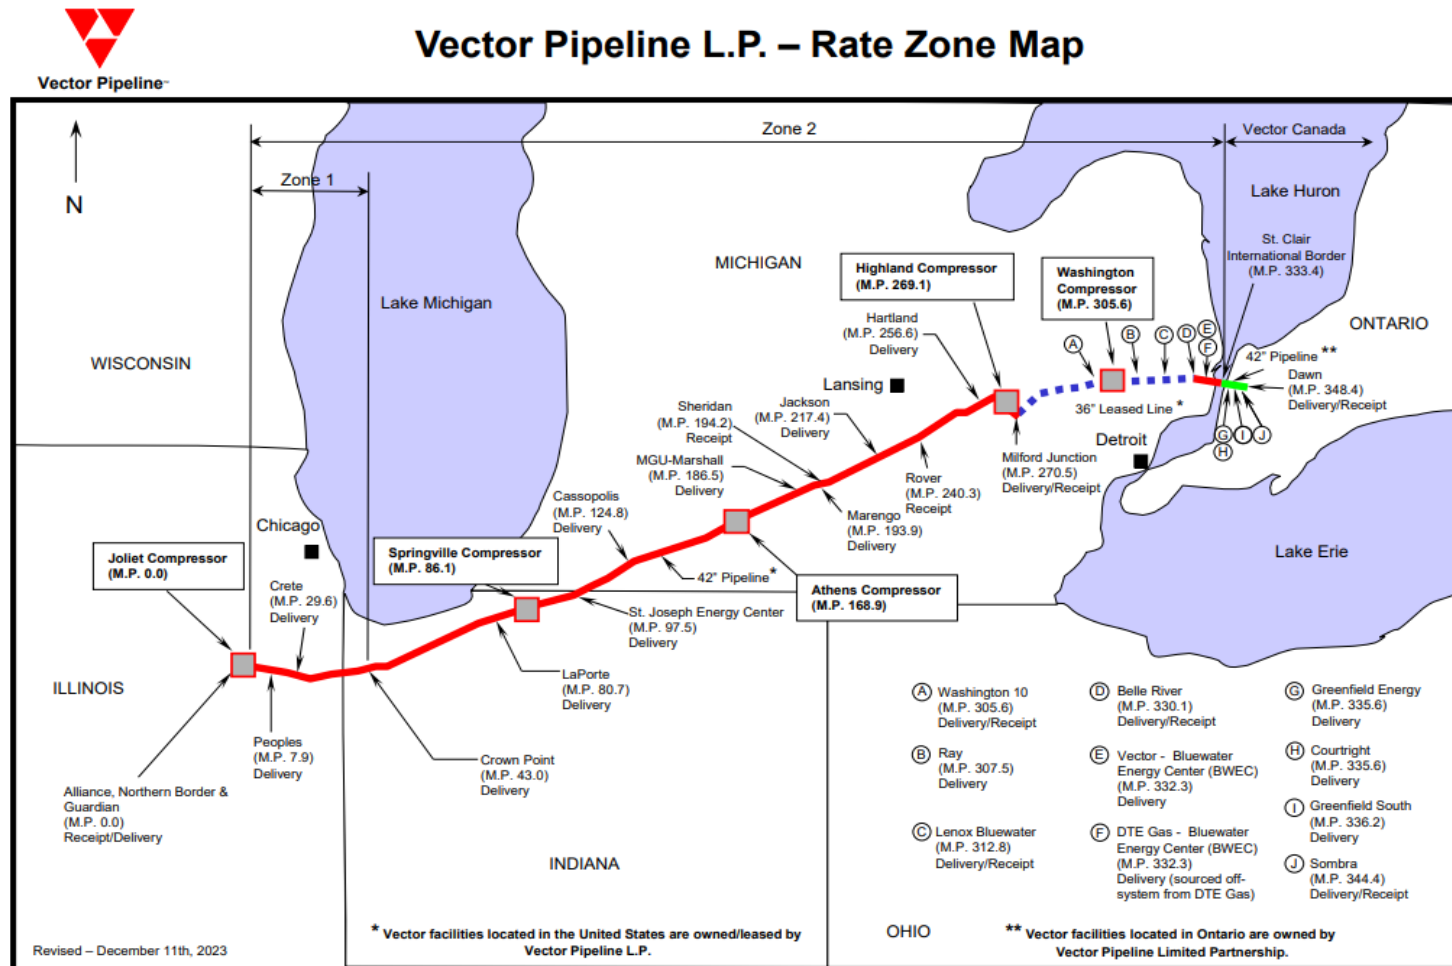 Vector Pipeline L.P. – Rate Zone Map
Vector Pipeline™
Zone 2
Vector Canada
Zone 1
N
Lake Huron
St. Clair
International Border
(M.P. 333.4)
MICHIGAN
Highland Compressor
(M.P. 269.1)
Washington
Compressor
(M.P. 305.6)
Lake Michigan
Hartland
(M.P. 256.6)
Delivery
ONTARIO
WISCONSIN
A
B
C
D
E
F
42" Pipeline **
Dawn
(M.P. 348.4)
Delivery/Receipt
Lansing
36" Leased Line *
Sheridan
(M.P. 194.2)
Receipt
Jackson
(M.P. 217.4)
Delivery
G
H
I
J
Detroit
MGU-Marshall
(M.P. 186.5)
Delivery
Milford Junction
(M.P. 270.5)
Delivery/Receipt
Rover
(M.P. 240.3)
Receipt
Cassopolis
(M.P. 124.8)
Delivery
Marengo
(M.P. 193.9)
Delivery
Chicago
Lake Erie
Joliet Compressor
(M.P. 0.0)
Springville Compressor
(M.P. 86.1)
42" Pipeline*
Crete
(M.P. 29.6)
Delivery
Athens Compressor
(M.P. 168.9)
St. Joseph Energy Center
(M.P. 97.5)
Delivery
ILLINOIS
LaPorte
(M.P. 80.7)
Delivery
Peoples
(M.P. 7.9)
Delivery
Crown Point
(M.P. 43.0)
Delivery
Alliance, Northern Border &
Guardian
(M.P. 0.0)
Receipt/Delivery
INDIANA
A Washington 10
(M.P. 305.6)
Delivery/Receipt
B Ray
(M.P. 307.5)
Delivery
C Lenox Bluewater
(M.P. 312.8)
Delivery/Receipt
D Belle River
(M.P. 330.1)
Delivery/Receipt
E Vector - Bluewater
Energy Center (BWEC)
(M.P. 332.3)
Delivery
F DTE Gas - Bluewater
Energy Center (BWEC)
(M.P. 332.3)
Delivery (sourced off-
system from DTE Gas)
G Greenfield Energy
(M.P. 335.6)
Delivery
H Courtright
(M.P. 335.6)
Delivery
I Greenfield South
(M.P. 336.2)
Delivery
J Sombra
(M.P. 344.4)
Delivery/Receipt
OHIO
Revised – December 11th, 2023
* Vector facilities located in the United States are owned/leased by
Vector Pipeline L.P.
** Vector facilities located in Ontario are owned by
Vector Pipeline Limited Partnership.